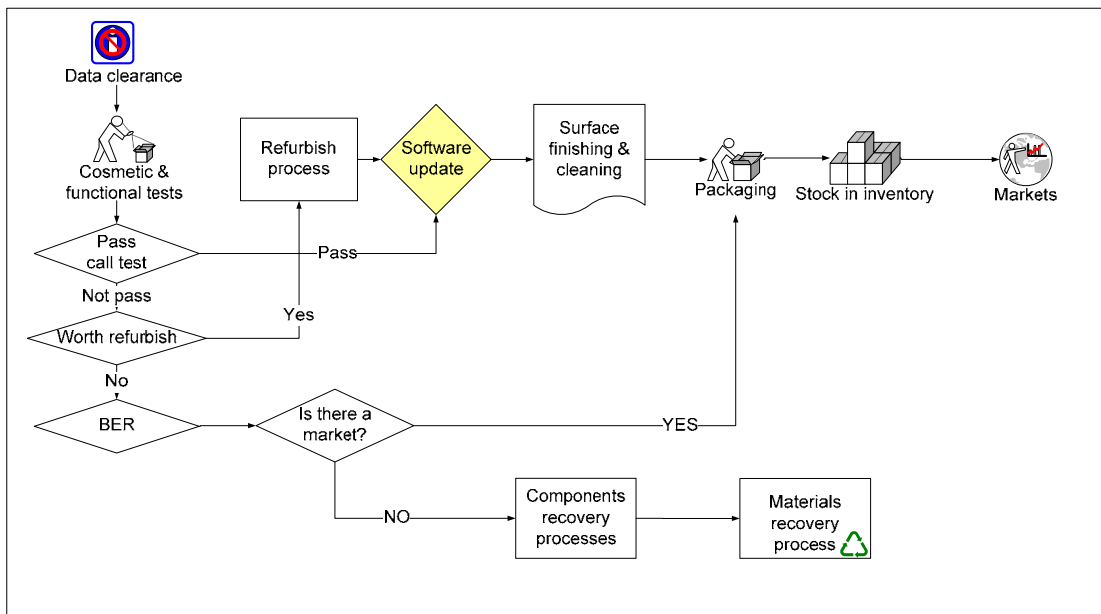 Data clearance
Cosmetic &
functional tests
Pass
call test
Not pass
Worth refurbish
No
BER
Pass
Yes
Refurbish
process
Software
update
Surface
finishing &
cleaning
Packaging
Stock in inventory
Markets
Is there a
market?
YES
NO
Components
recovery
processes
Materials
recovery
process